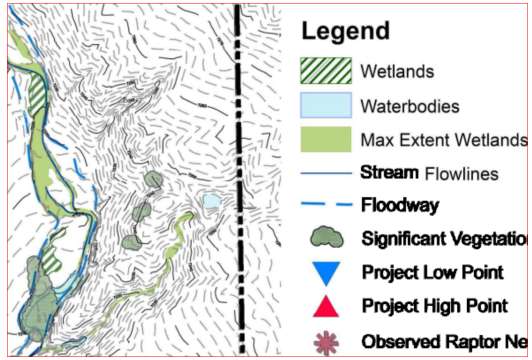 Legend
Wetlands
Waterbodies
Max Extent Wetlands
Stream Flowlines
Floodway
Significant Vegetatio
Project Low Point
Project High Point
Observed Raptor Ne